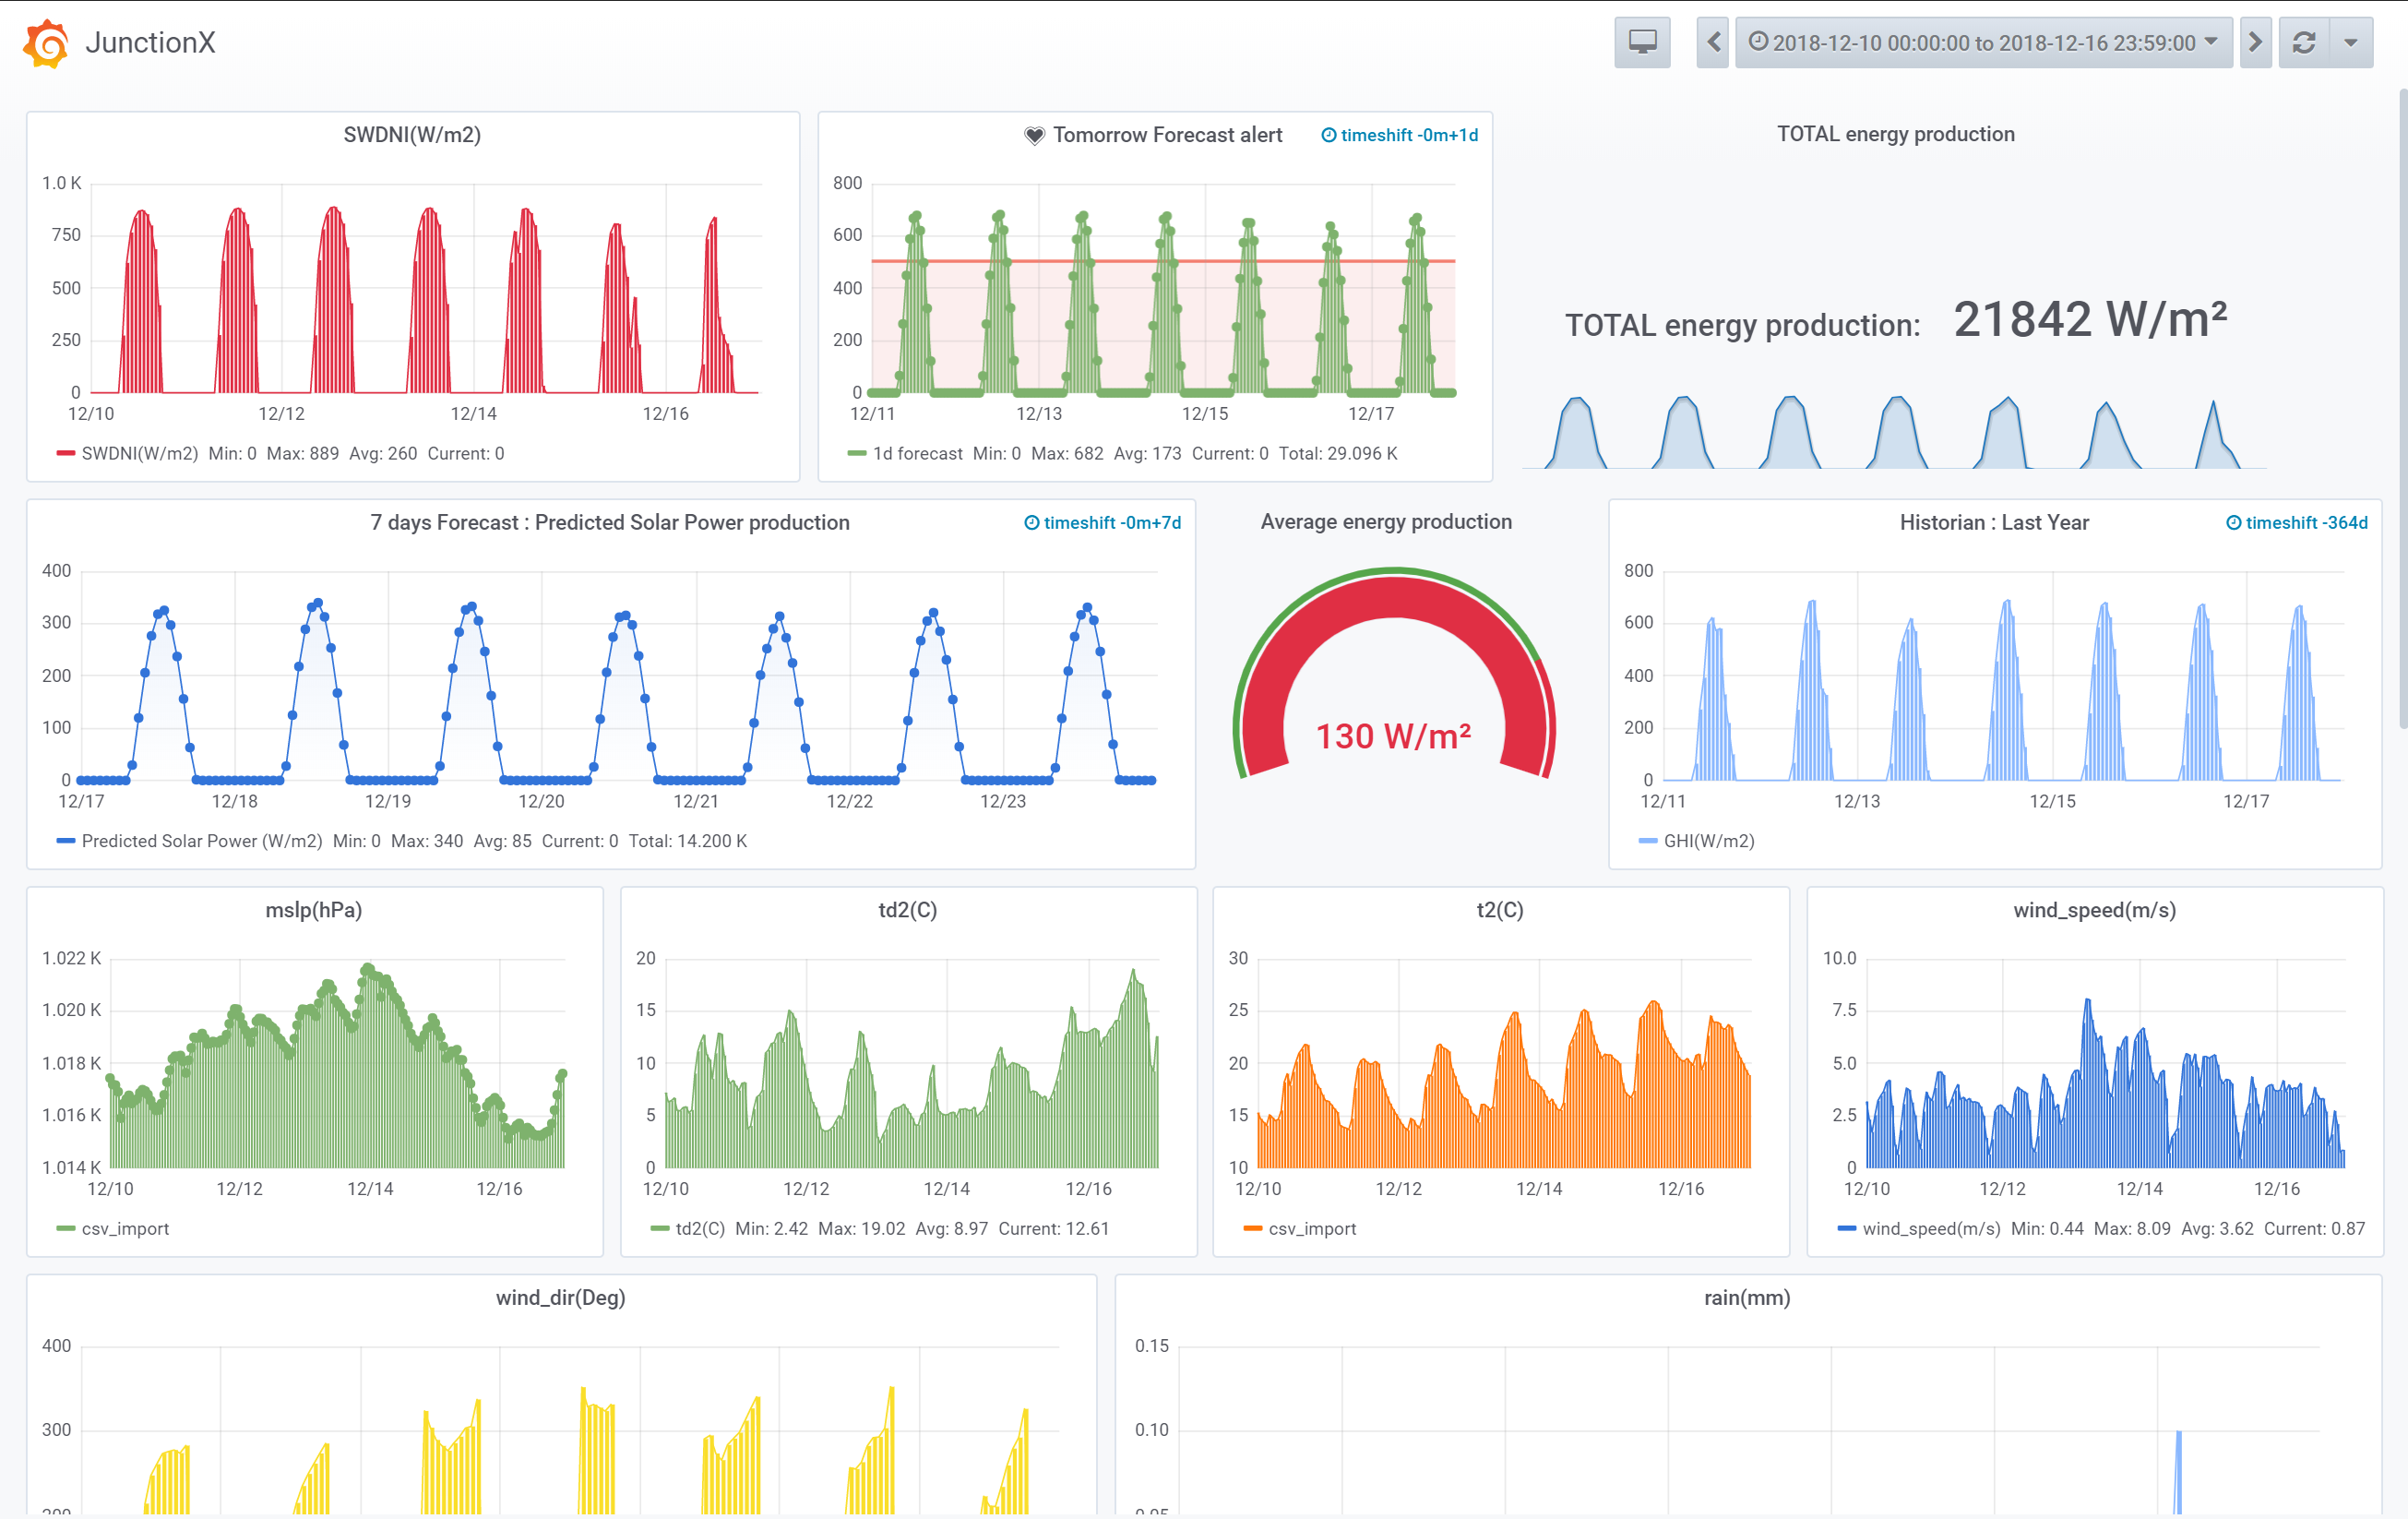 JunctionX
2018-12-10 00:00:00 to 2018-12-16 23:59:00
SWDNI(W/m2)
1.0 K
750
500
250
0
12/10 12/12 12/14 12/16
SWDNI(W/m2) Min: 0 Max: 889 Avg: 260 Current: 0
Tomorrow Forecast alert
timeshift -0m+1d
800
600
400
200
0
12/11 12/13 12/15 12/17
1d forecast Min: 0 Max: 682 Avg: 173 Current: 0 Total: 29.096 K
TOTAL energy production
TOTAL energy production: 21842 W/m²
7 days Forecast : Predicted Solar Power production
timeshift -0m+7d
400
300
200
100
0
12/17 12/18 12/19 12/20 12/21 12/22 12/23
Predicted Solar Power (W/m2) Min: 0 Max: 340 Avg: 85 Current: 0 Total: 14.200 K
Average energy production
130 W/m²
Historian : Last Year
timeshift -364d
800
600
400
200
0
12/11 12/13 12/15 12/17
GHI(W/m2)
mslp(hPa)
1.022 K
1.020 K
1.018 K
1.016 K
1.014 K
12/10 12/12 12/14 12/16
csv_import
td2(C)
20
15
10
5
0
12/10 12/12 12/14 12/16
td2(C) Min: 2.42 Max: 19.02 Avg: 8.97 Current: 12.61
t2(C)
30
25
20
15
10
12/10 12/12 12/14 12/16
csv_import
wind_speed(m/s)
10.0
7.5
5.0
2.5
0
12/10 12/12 12/14 12/16
wind_speed(m/s) Min: 0.44 Max: 8.09 Avg: 3.62 Current: 0.87
wind_dir(Deg)
400
300
200
rain(mm)
0.15
0.10
0.05